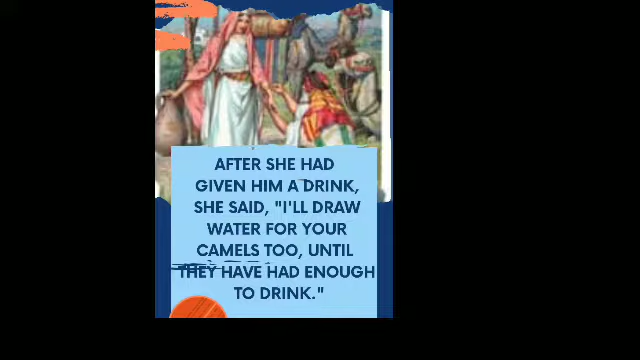 AFTER SHE HAD
GIVEN HIM A DRINK,
SHE SAID, "I'LL DRAW
WATER FOR YOUR
CAMELS TOO, UNTIL
THEY HAVE HAD ENOUGH
TO DRINK."